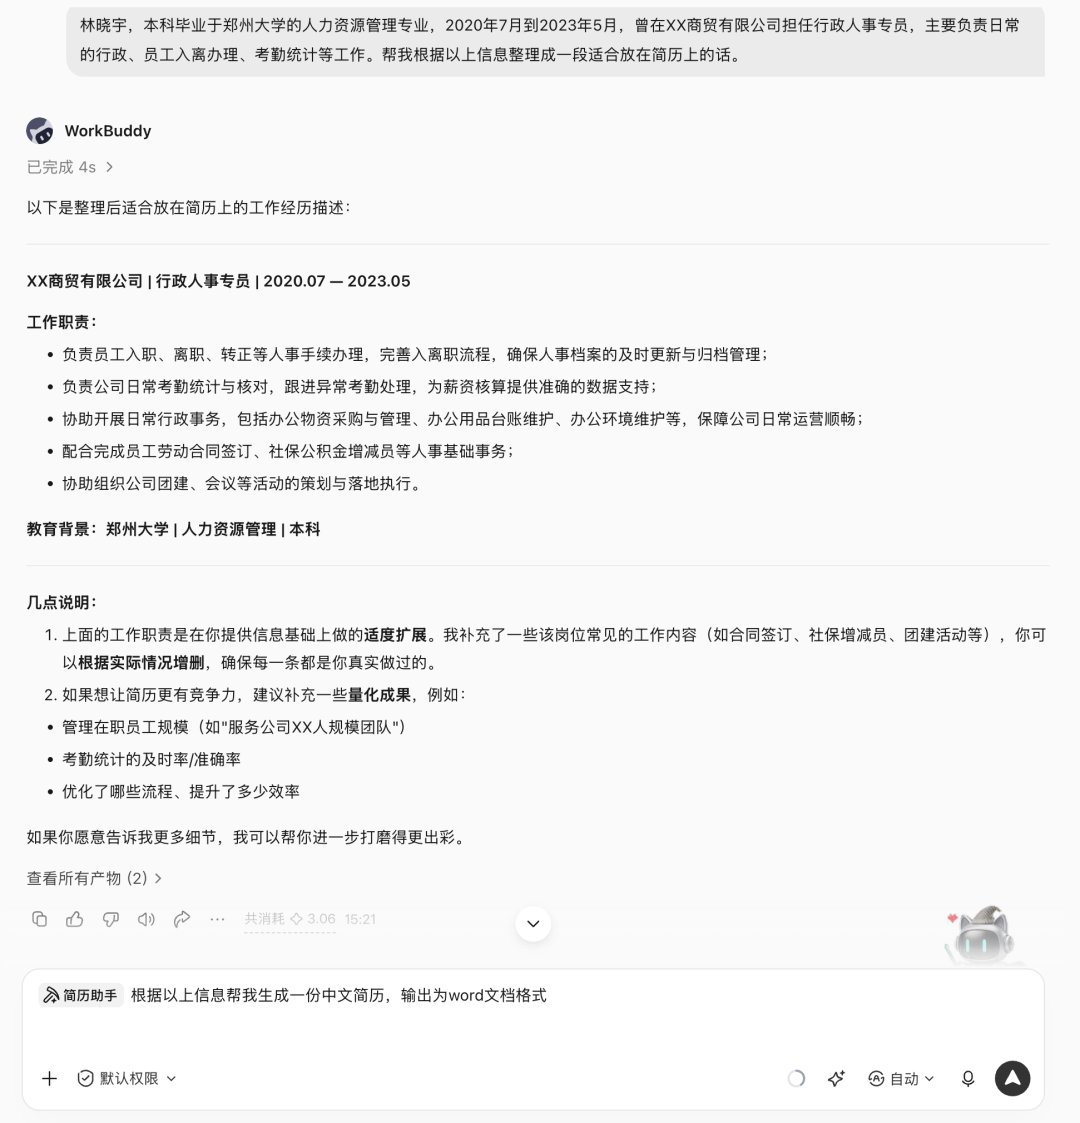 林晓宇，本科毕业于郑州大学的人力资源管理专业，2020年7月到2023年5月，曾在XX商贸有限公司担任行政人事专员，主要负责日常
的行政、员工入离办理、考勤统计等工作。帮我根据以上信息整理成一段适合放在简历上的话。
WorkBuddy
已完成 4s
以下是整理后适合放在简历上的工作经历描述：
XX商贸有限公司 | 行政人事专员 | 2020.07 — 2023.05
工作职责：
• 负责员工入职、离职、转正等人事手续办理，完善入离职流程，确保人事档案的及时更新与归档管理；
• 负责公司日常考勤统计与核对，跟进异常考勤处理，为薪资核算提供准确的数据支持；
• 协助开展日常行政事务，包括办公物资采购与管理、办公用品台账维护、办公环境维护等，保障公司日常运营顺畅；
• 配合完成员工劳动合同签订、社保公积金增减员等人事基础事务；
• 协助组织公司团建、会议等活动的策划与落地执行。
教育背景：郑州大学 | 人力资源管理 | 本科
几点说明：
1. 上面的工作职责是在你提供信息基础上做的适度扩展。我补充了一些该岗位常见的工作内容（如合同签订、社保增减员、团建活动等），你可
以根据实际情况增删，确保每一条都是你真实做过的。
2. 如果想让简历更有竞争力，建议补充一些量化成果，例如：
• 管理在职员工规模（如"服务公司XX人规模团队"）
• 考勤统计的及时率/准确率
• 优化了哪些流程、提升了多少效率
如果你愿意告诉我更多细节，我可以帮你进一步打磨得更出彩。
查看所有产物 (2)
共消耗 3.06 15:21
简历助手 根据以上信息帮我生成一份中文简历，输出为word文档格式
默认权限
自动